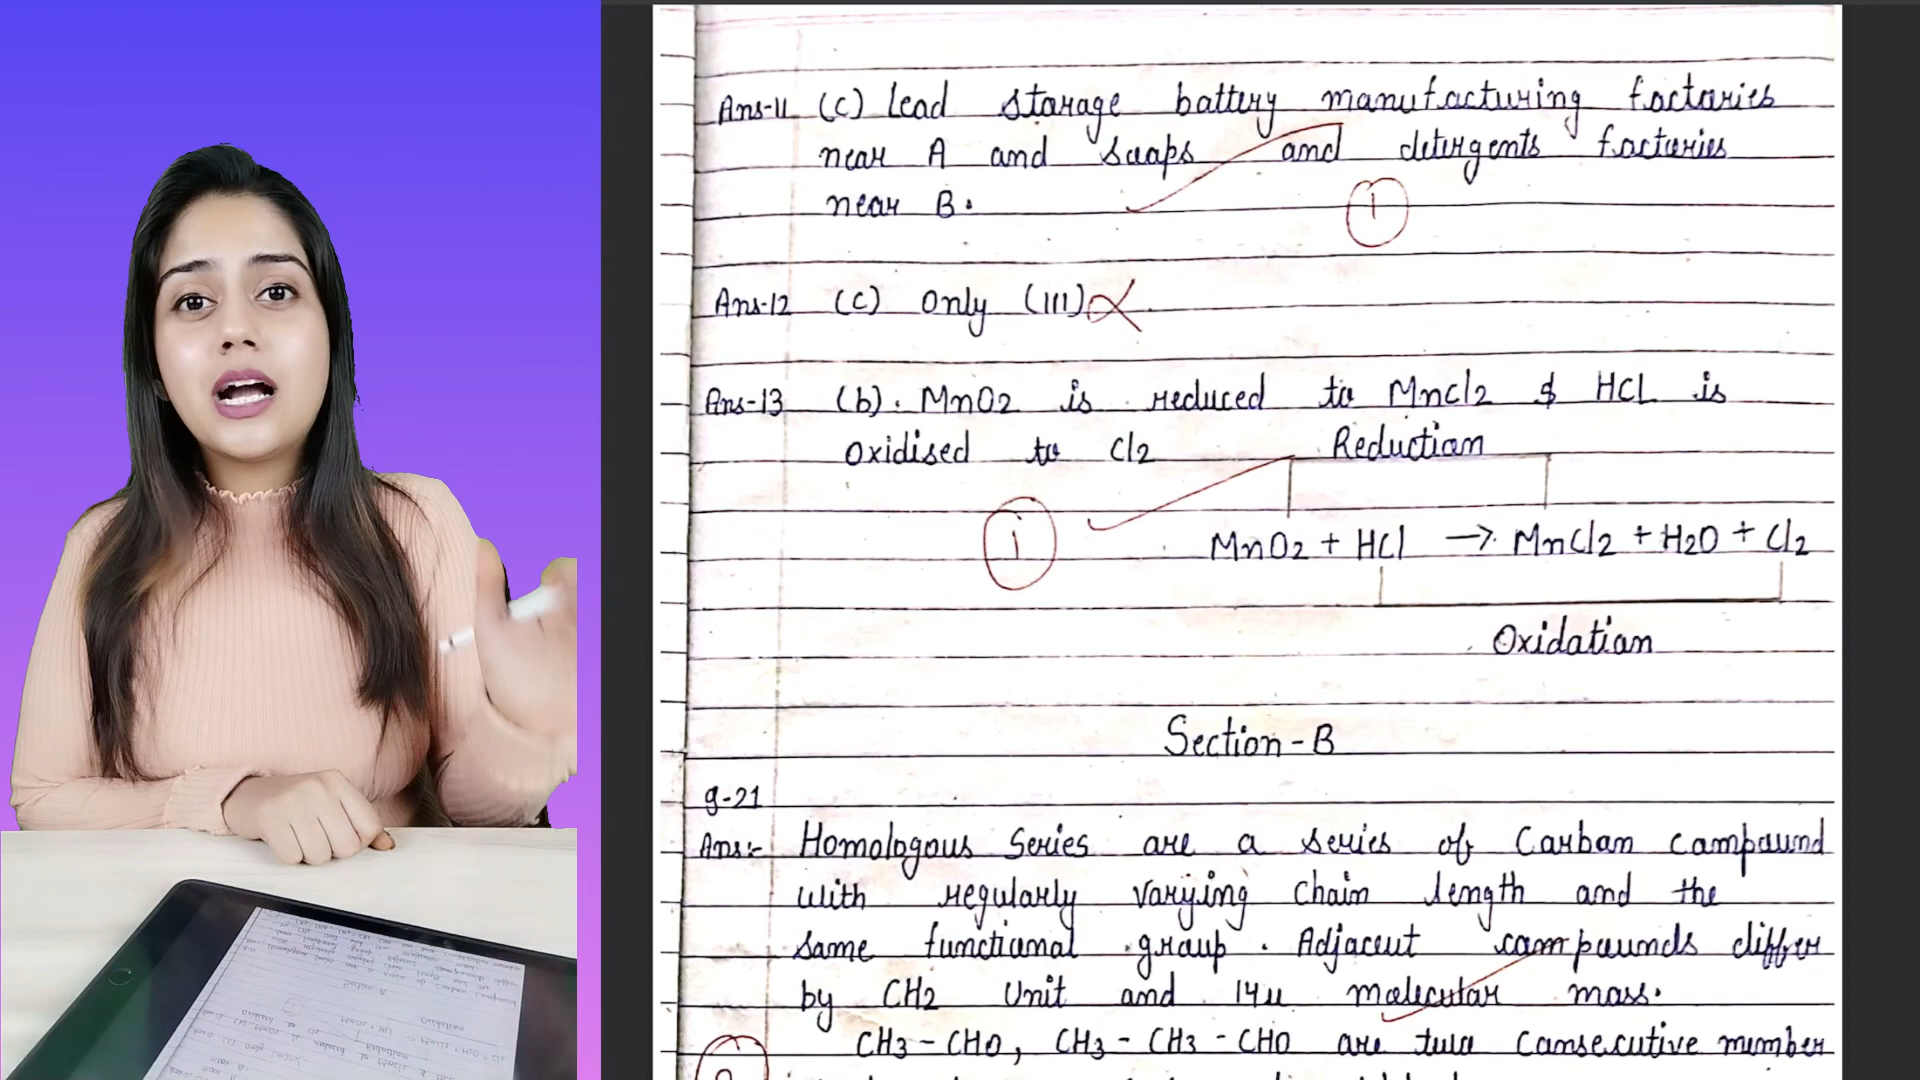 Ans-11 (c) Lead storage battery manufacturing factories
near A and soaps and detergents factories
near B.
1
Ans-12 (c) Only (III)
Ans-13 (b). MnO2 is reduced to MnCl2 & HCL is
Oxidised to Cl2 Reduction
1
MnO2 + HCl → MnCl2 + H2O + Cl2
Oxidation
Section-B
9-21
Ans:- Homologous Series are a series of Carbon compound
with regularly varying chain length and the
same functional group. Adjacent compounds differ
by CH2 Unit and 14u molecular mass.
CH3-CHO, CH3-CH3-CHO are two consecutive member